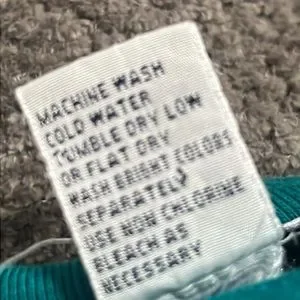 MACHINE WASH
COLD WATER
TUMBLE DRY LOW
OR FLAT DRY
WASH BRIGHT COLORS
SEPARATELY
USE NON CHLORINE
BLEACH AS
NECESSARY